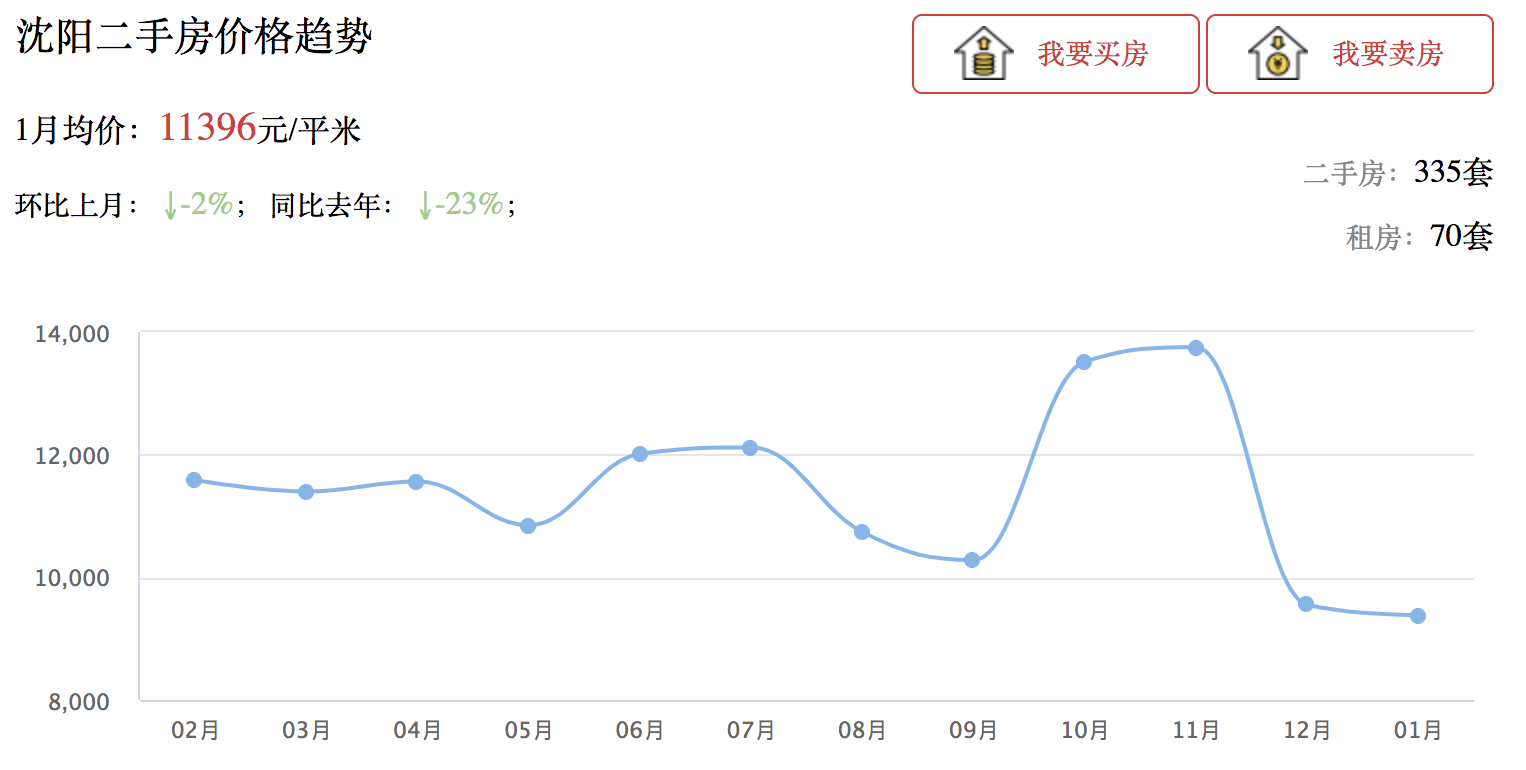 沈阳二手房价格趋势
我要买房
我要卖房
1月均价：11396元/平米
二手房：335套
环比上月：↓-2%； 同比去年：↓-23%；
租房：70套
14,000
12,000
10,000
8,000
02月 03月 04月 05月 06月 07月 08月 09月 10月 11月 12月 01月